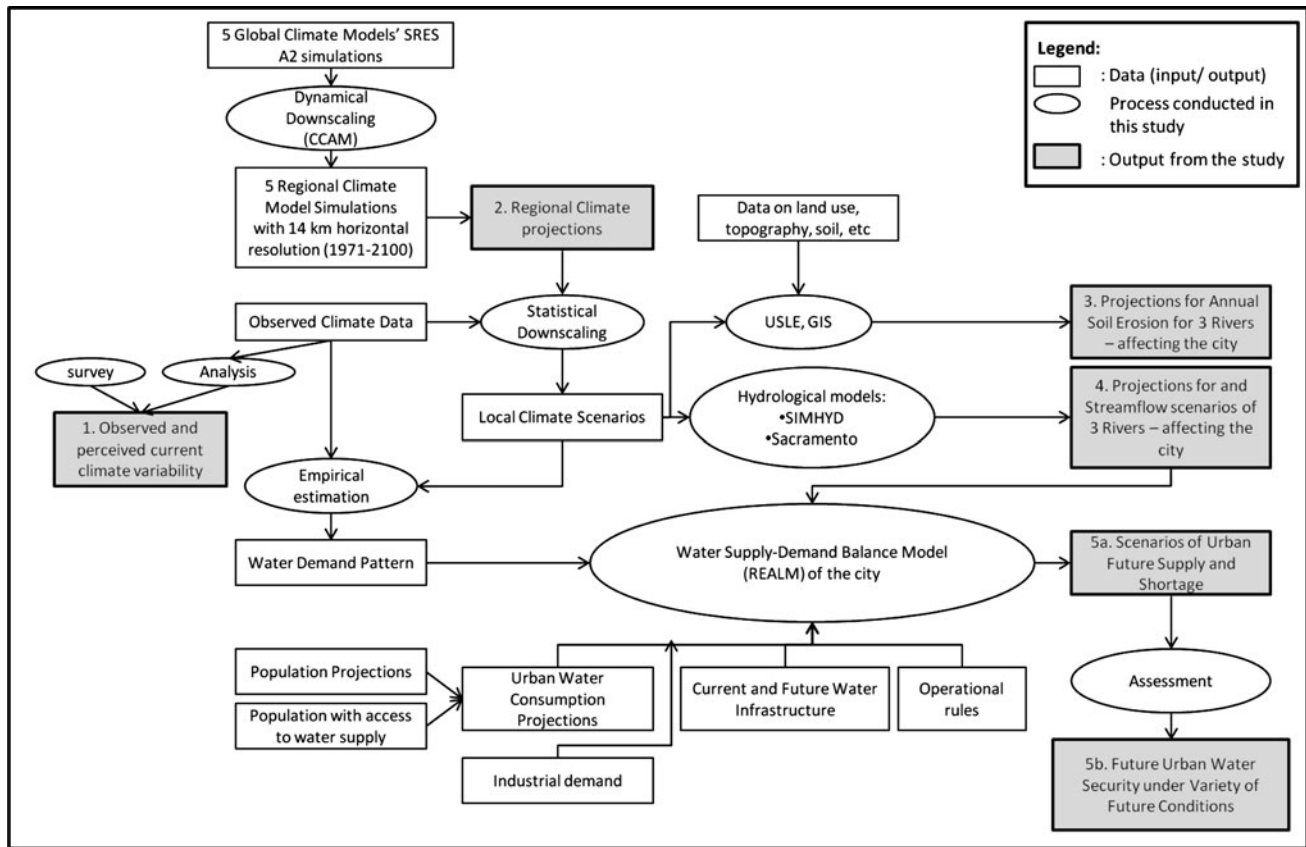 5 Global Climate Models' SRES
A2 simulations
Dynamical
Downscaling
(CCAM)
5 Regional Climate
Model Simulations
with 14 km horizontal
resolution (1971-2100)
2. Regional Climate
projections
Legend:
: Data (input/ output)
Process conducted in
this study
: Output from the study
Data on land use,
topography, soil, etc
Observed Climate Data
Statistical
Downscaling
USLE, GIS
3. Projections for Annual
Soil Erosion for 3 Rivers
– affecting the city
survey
Analysis
1. Observed and
perceived current
climate variability
Local Climate Scenarios
Hydrological models:
•SIMHYD
•Sacramento
4. Projections for and
Streamflow scenarios of
3 Rivers – affecting the
city
Empirical
estimation
Water Demand Pattern
Water Supply-Demand Balance Model
(REALM) of the city
5a. Scenarios of Urban
Future Supply and
Shortage
Population Projections
Population with access
to water supply
Urban Water
Consumption
Projections
Current and Future Water
Infrastructure
Operational
rules
Assessment
Industrial demand
5b. Future Urban Water
Security under Variety of
Future Conditions